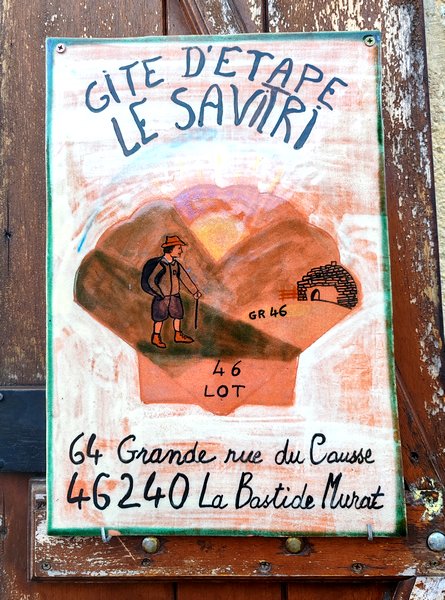 GITE D'ETAPE
LE SAVITRI
GR 46
46
LOT
64 Grande rue du Causse
46240 La Bastide Murat